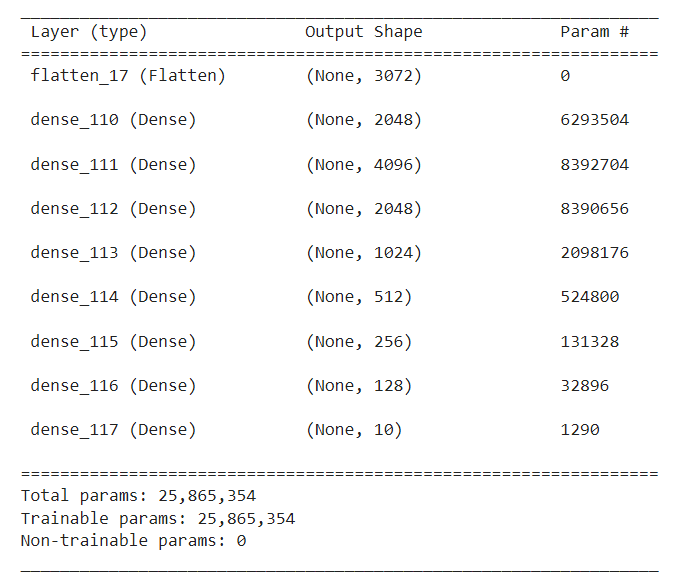 Layer (type) Output Shape Param #
flatten_17 (Flatten) (None, 3072) 0
dense_110 (Dense) (None, 2048) 6293504
dense_111 (Dense) (None, 4096) 8392704
dense_112 (Dense) (None, 2048) 8390656
dense_113 (Dense) (None, 1024) 2098176
dense_114 (Dense) (None, 512) 524800
dense_115 (Dense) (None, 256) 131328
dense_116 (Dense) (None, 128) 32896
dense_117 (Dense) (None, 10) 1290
Total params: 25,865,354
Trainable params: 25,865,354
Non-trainable params: 0